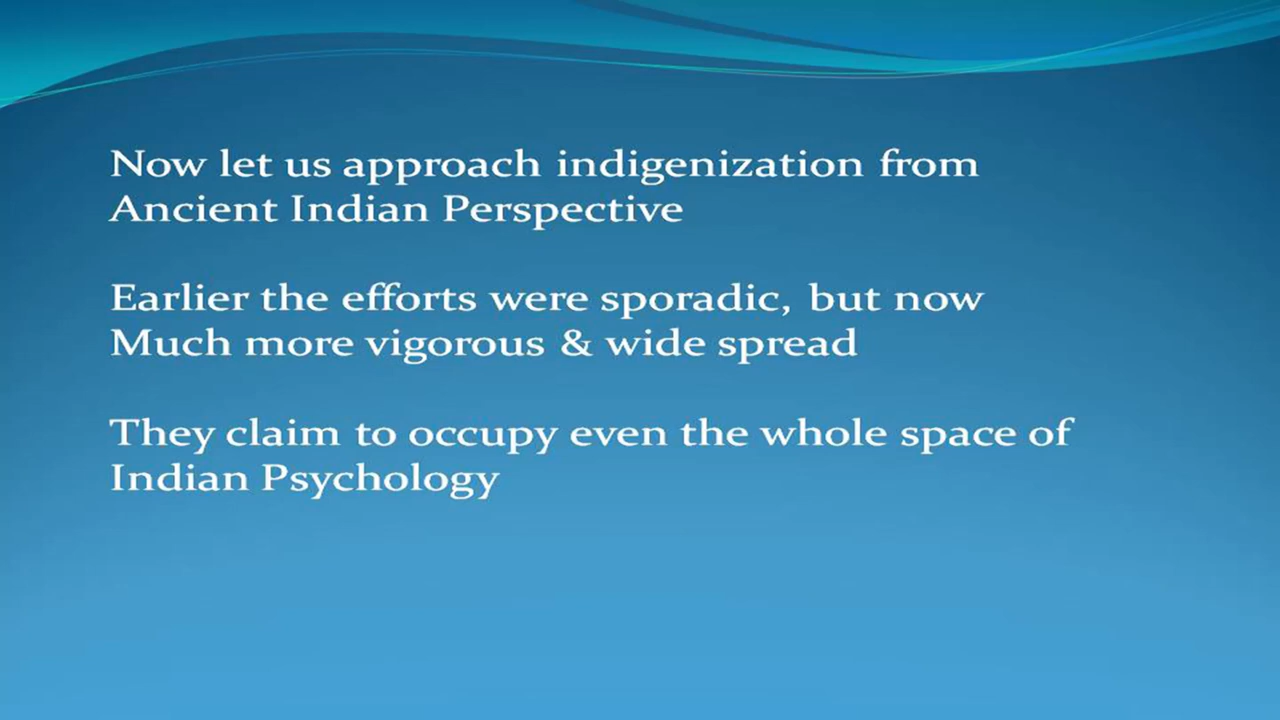 Now let us approach indigenization from
Ancient Indian Perspective
Earlier the efforts were sporadic, but now
Much more vigorous & wide spread
They claim to occupy even the whole space of
Indian Psychology